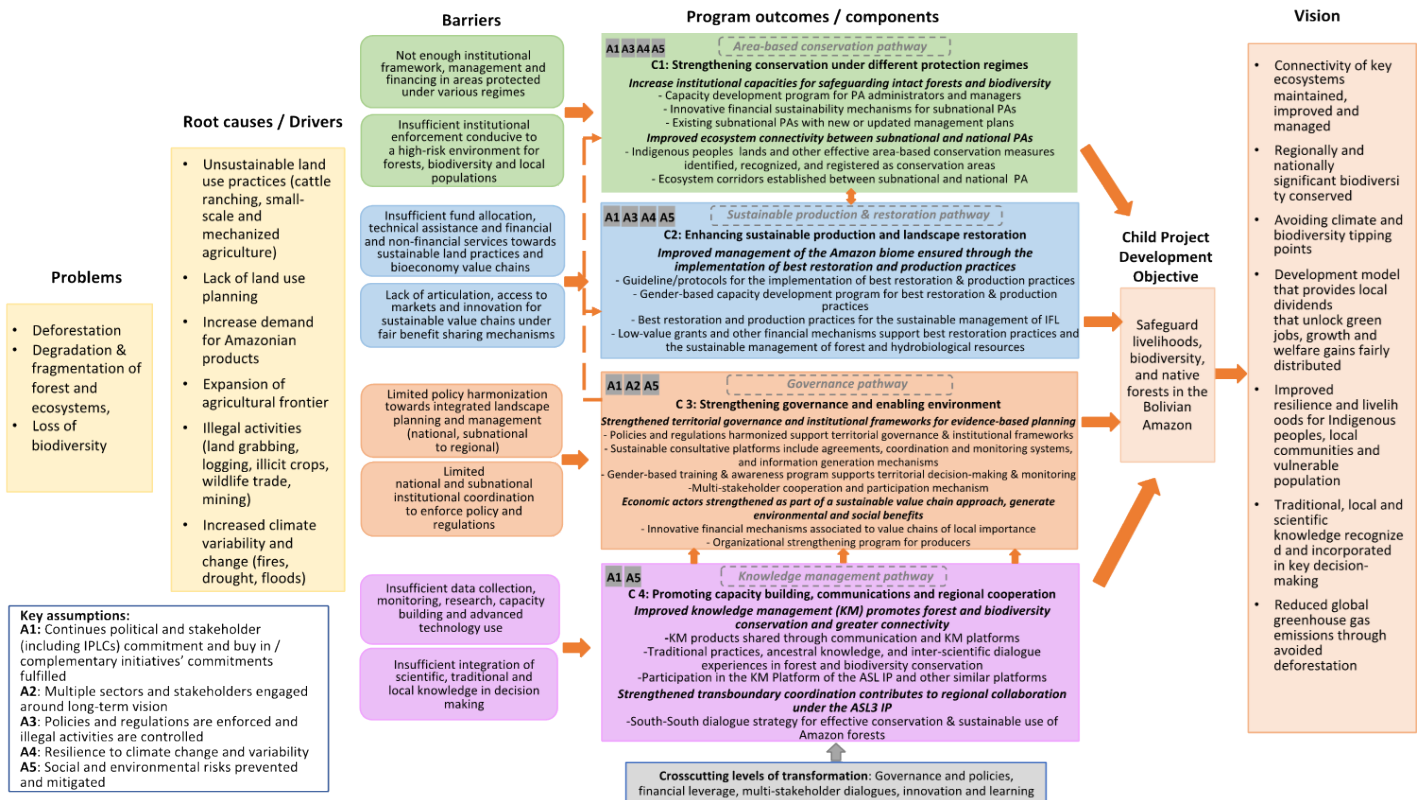 Problems
• Deforestation
• Degradation &
fragmentation of
forest and
ecosystems,
• Loss of
biodiversity
Root causes / Drivers
• Unsustainable land
use practices (cattle
ranching, small-
scale and
mechanized
agriculture)
• Lack of land use
planning
• Increase demand
for Amazonian
products
• Expansion of
agricultural frontier
• Illegal activities
(land grabbing,
logging, illicit crops,
wildlife trade,
mining)
• Increased climate
variability and
change (fires,
drought, floods)
Key assumptions:
A1: Continues political and stakeholder
(including IPLCs) commitment and buy in /
complementary initiatives’ commitments
fulfilled
A2: Multiple sectors and stakeholders engaged
around long-term vision
A3: Policies and regulations are enforced and
illegal activities are controlled
A4: Resilience to climate change and variability
A5: Social and environmental risks prevented
and mitigated
Barriers
Not enough institutional
framework, management and
financing in areas protected
under various regimes
Insufficient institutional
enforcement conducive to
a high-risk environment for
forests, biodiversity and local
populations
Insufficient fund allocation,
technical assistance and financial
and non-financial services towards
sustainable land practices and
bioeconomy value chains
Lack of articulation, access to
markets and innovation for
sustainable value chains under
fair benefit sharing mechanisms
Limited policy harmonization
towards integrated landscape
planning and management
(national, subnational
to regional)
Limited
national and subnational
institutional coordination
to enforce policy and
regulations
Insufficient data collection,
monitoring, research, capacity
building and advanced
technology use
Insufficient integration of
scientific, traditional and
local knowledge in decision
making
Program outcomes / components
A1 A3 A4 A5
Area-based conservation pathway
C1: Strengthening conservation under different protection regimes
Increase institutional capacities for safeguarding intact forests and biodiversity
- Capacity development program for PA administrators and managers
- Innovative financial sustainability mechanisms for subnational PAs
- Existing subnational PAs with new or updated management plans
Improved ecosystem connectivity between subnational and national PAs
- Indigenous peoples lands and other effective area-based conservation measures
identified, recognized, and registered as conservation areas
- Ecosystem corridors established between subnational and national PA
A1 A3 A4 A5
Sustainable production & restoration pathway
C2: Enhancing sustainable production and landscape restoration
Improved management of the Amazon biome ensured through the
implementation of best restoration and production practices
- Guideline/protocols for the implementation of best restoration & production practices
- Gender-based capacity development program for best restoration & production
practices
- Best restoration and production practices for the sustainable management of IFL
- Low-value grants and other financial mechanisms support best restoration practices and
the sustainable management of forest and hydrobiological resources
A1 A2 A5
Governance pathway
C 3: Strengthening governance and enabling environment
Strengthened territorial governance and institutional frameworks for evidence-based planning
- Policies and regulations harmonized support territorial governance & institutional frameworks
- Sustainable consultative platforms include agreements, coordination and monitoring systems,
and information generation mechanisms
- Gender-based training & awareness program supports territorial decision-making & monitoring
-Multi-stakeholder cooperation and participation mechanism
Economic actors strengthened as part of a sustainable value chain approach, generate
environmental and social benefits
- Innovative financial mechanisms associated to value chains of local importance
- Organizational strengthening program for producers
A1 A5
Knowledge management pathway
C 4: Promoting capacity building, communications and regional cooperation
Improved knowledge management (KM) promotes forest and biodiversity
conservation and greater connectivity
-KM products shared through communication and KM platforms
-Traditional practices, ancestral knowledge, and inter-scientific dialogue
experiences in forest and biodiversity conservation
-Participation in the KM Platform of the ASL IP and other similar platforms
Strengthened transboundary coordination contributes to regional collaboration
under the ASL3 IP
-South-South dialogue strategy for effective conservation & sustainable use of
Amazon forests
Crosscutting levels of transformation: Governance and policies,
financial leverage, multi-stakeholder dialogues, innovation and learning
Child Project
Development
Objective
Safeguard
livelihoods,
biodiversity,
and native
forests in the
Bolivian
Amazon
Vision
• Connectivity of key
ecosystems
maintained,
improved and
managed
• Regionally and
nationally
significant biodiversi
ty conserved
• Avoiding climate and
biodiversity tipping
points
• Development model
that provides local
dividends
that unlock green
jobs, growth and
welfare gains fairly
distributed
• Improved
resilience and livelih
oods for Indigenous
peoples, local
communities and
vulnerable
population
• Traditional, local and
scientific
knowledge recognize
d and incorporated
in key decision-
making
• Reduced global
greenhouse gas
emissions through
avoided
deforestation